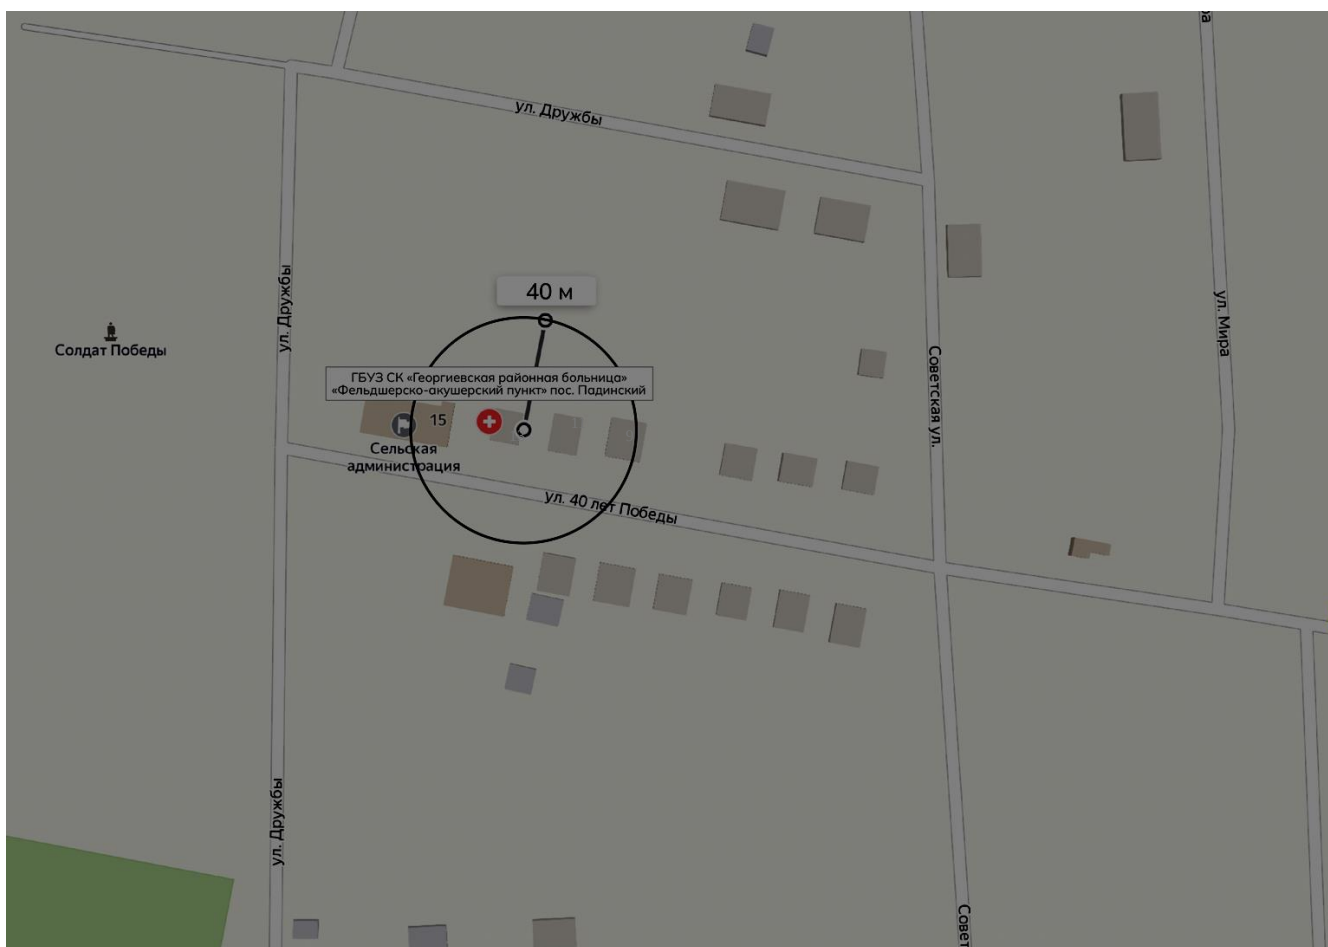 ра
ул. Дружбы
ул. Дружбы
40 м
ул. Мира
Солдат Победы
Советская ул.
ГБУЗ СК «Георгиевская районная больница»
«Фельдшерско-акушерский пункт» пос. Падинский
15
Сельская
администрация
ул. 40 лет Победы
ул. Дружбы
Совет